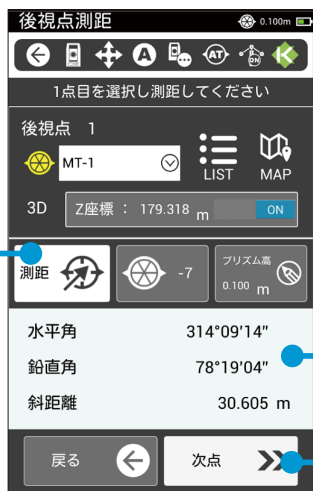 後視点測距 0.100m
A AT EN
1点目を選択し測距してください
後視点 1
MT-1
LIST MAP
3D Z座標 : 179.318 m ON
測距 -7 プリズム高 0.100 m
水平角 314°09'14"
鉛直角 78°19'04"
斜距離 30.605 m
戻る 次点